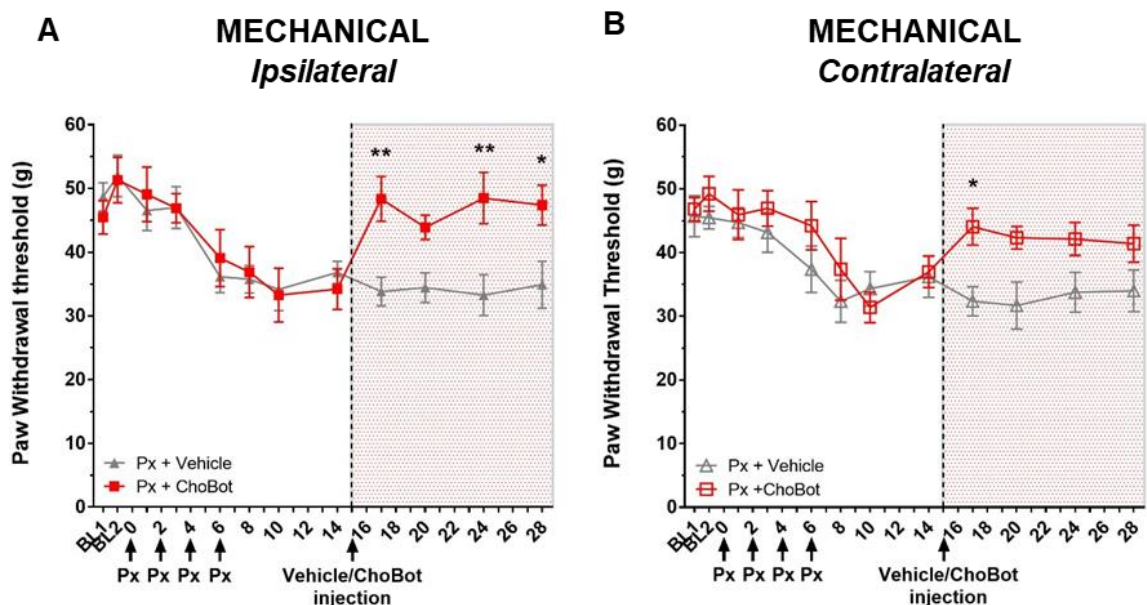 A
MECHANICAL
Ipsilateral
Paw Withdrawal threshold (g)
60
50
40
30
20
10
0
**
**
*
Px + Vehicle
Px + ChoBot
BL1 BL2 0 2 4 6 8 10 12 14 16 18 20 22 24 26 28
Px Px Px Px
Vehicle/ChoBot
injection
B
MECHANICAL
Contralateral
Paw Withdrawal Threshold (g)
60
50
40
30
20
10
0
*
Px + Vehicle
Px +ChoBot
BL1 BL2 0 2 4 6 8 10 12 14 16 18 20 22 24 26 28
Px Px Px Px
Vehicle/ChoBot
injection